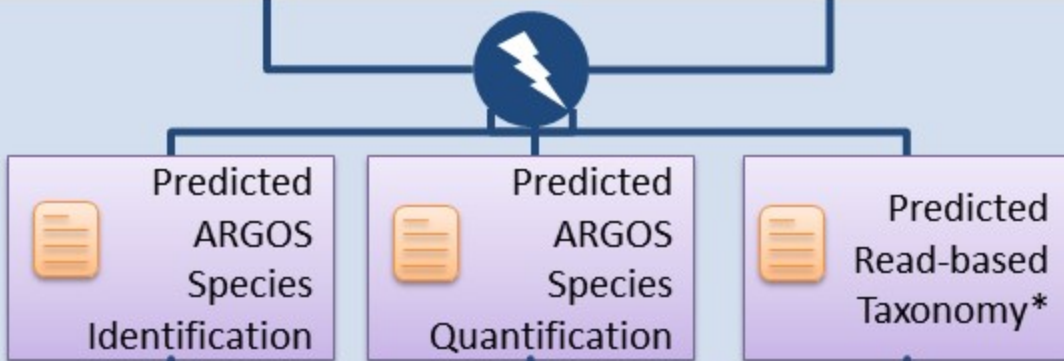 Predicted
ARGOS
Species
Identification
Predicted
ARGOS
Species
Quantification
Predicted
Read-based
Taxonomy*